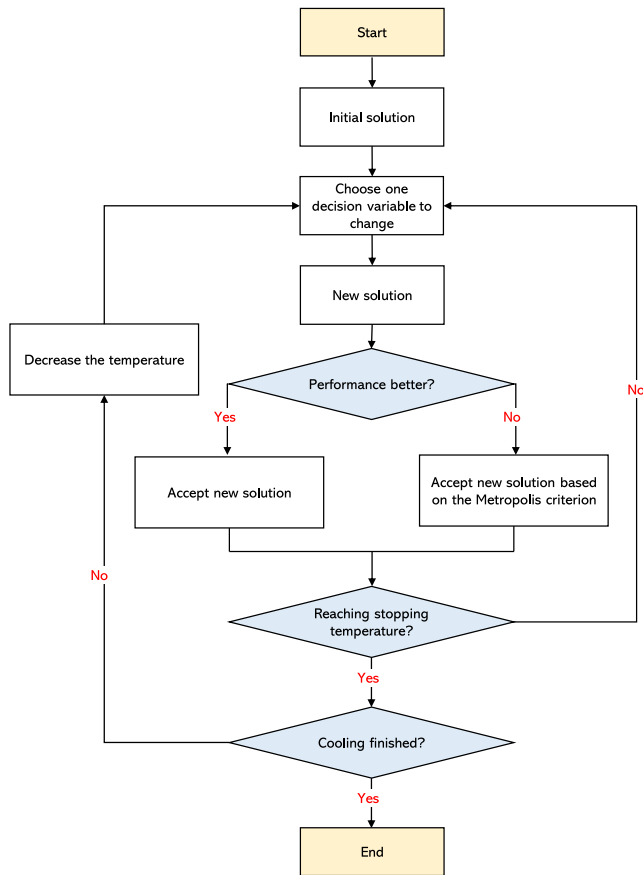 Start
Initial solution
Choose one
decision variable to
change
New solution
Decrease the temperature
Performance better?
No
Yes
No
Accept new solution
Accept new solution based
on the Metropolis criterion
No
Reaching stopping
temperature?
Yes
Cooling finished?
Yes
End